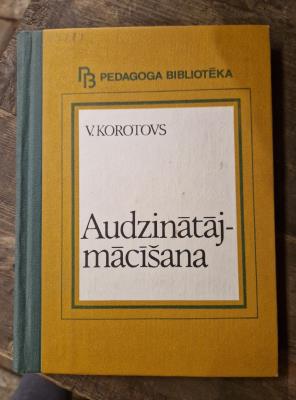 PB PEDAGOGA BIBLIOTĒKA
V. KOROTOVS
Audzinātāj-
mācīšana